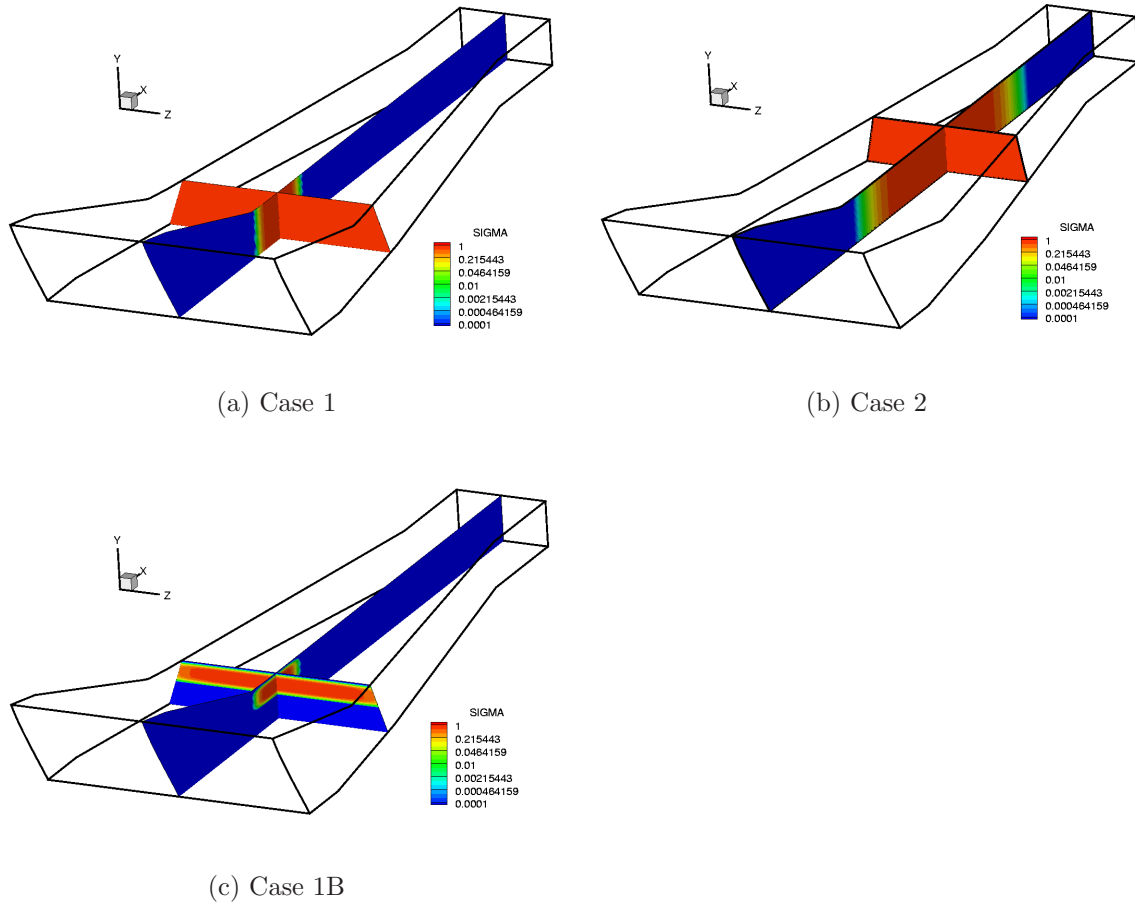 Y
X
Z
SIGMA
1
0.215443
0.0464159
0.01
0.00215443
0.000464159
0.0001
(a) Case 1
Y
X
Z
SIGMA
1
0.215443
0.0464159
0.01
0.00215443
0.000464159
0.0001
(b) Case 2
Y
X
Z
SIGMA
1
0.215443
0.0464159
0.01
0.00215443
0.000464159
0.0001
(c) Case 1B